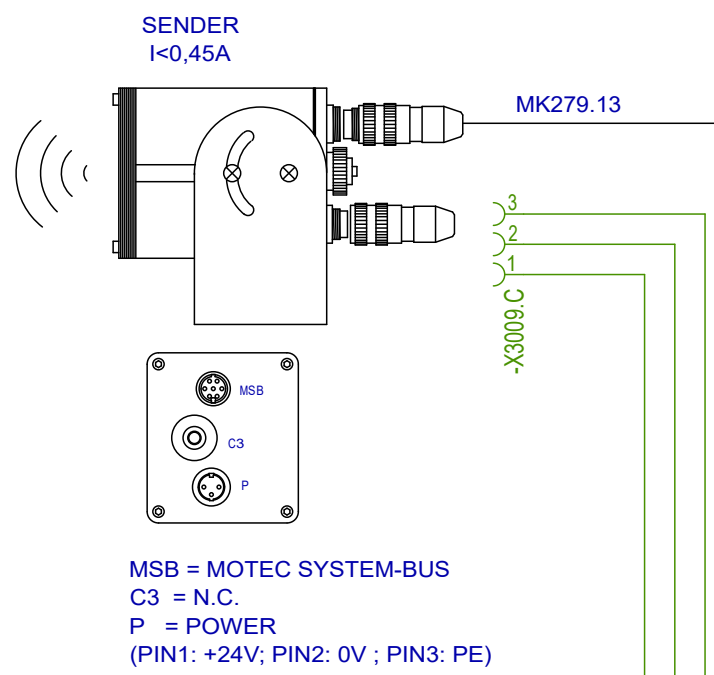 SENDER
I<0,45A
MK279.13
3
2
1
-X3009.C
MSB
C3
P
MSB = MOTEC SYSTEM-BUS
C3 = N.C.
P = POWER
(PIN1: +24V; PIN2: 0V ; PIN3: PE)